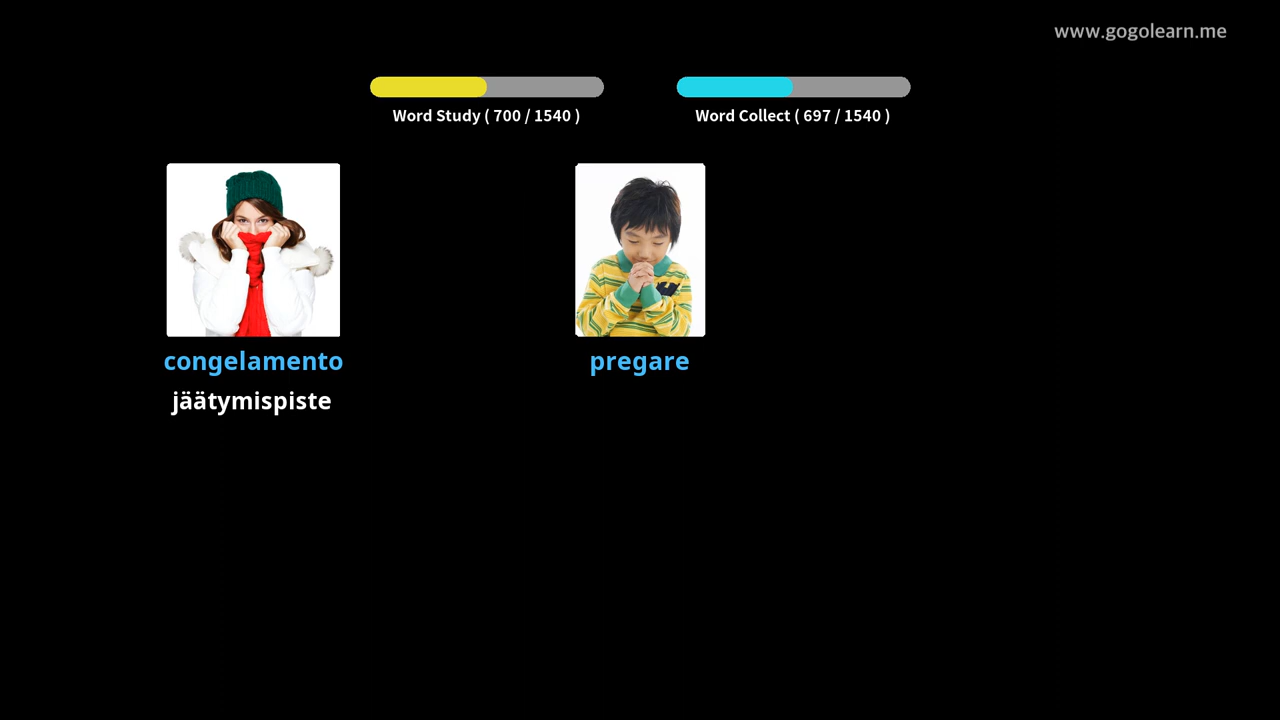 www.gogolearn.me
Word Study ( 700 / 1540 )
Word Collect ( 697 / 1540 )
congelamento
pregare
jäätymispiste